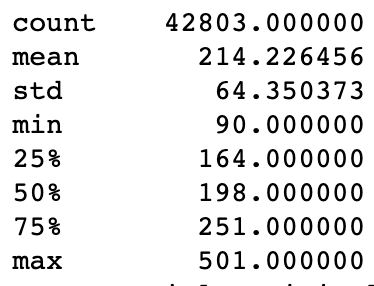 count 42803.000000
mean 214.226456
std 64.350373
min 90.000000
25% 164.000000
50% 198.000000
75% 251.000000
max 501.000000